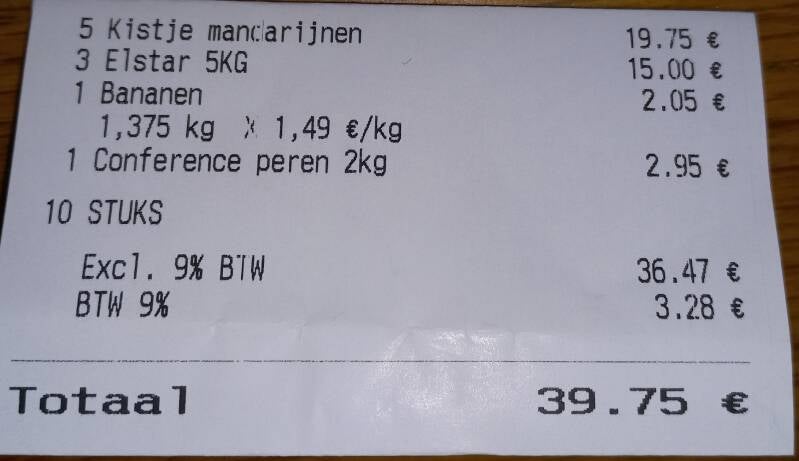 5 Kistje mandarijnen 19.75 €
3 Elstar 5KG 15.00 €
1 Bananen 2.05 €
1,375 kg X 1,49 €/kg
1 Conference peren 2kg 2.95 €
10 STUKS
Excl. 9% BTW 36.47 €
BTW 9% 3.28 €
Totaal 39.75 €